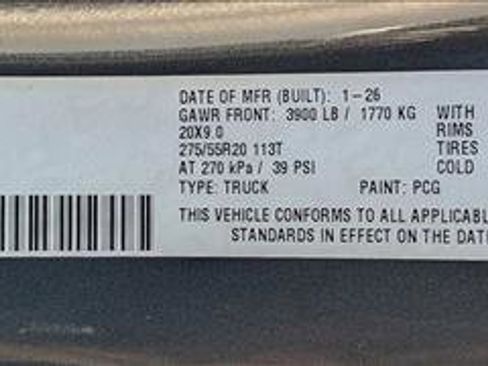 DATE OF MFR (BUILT): 1-26
GAWR FRONT: 3900 LB / 1770 KG WITH
20X9.0 RIMS
275/55R20 113T TIRES
AT 270 kPa / 39 PSI COLD
TYPE: TRUCK PAINT: PCG
THIS VEHICLE CONFORMS TO ALL APPLICABL
STANDARDS IN EFFECT ON THE DAT